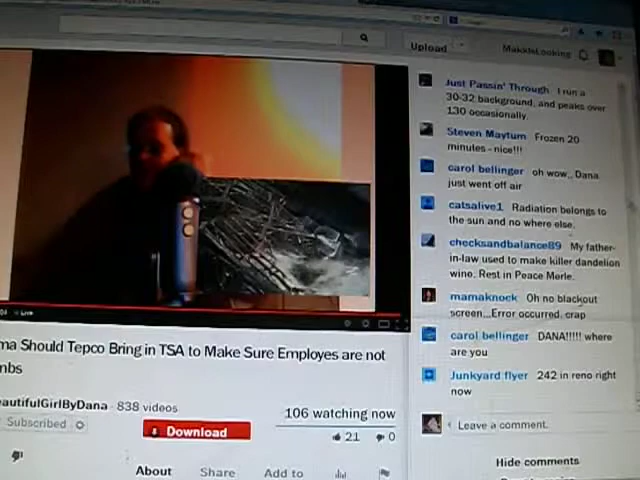 Upload
MakkIsLooking
Just Passin' Through I run a
30-32 background, and peaks over
130 occasionally.
Steven Maytum Frozen 20
minutes - nice!!!
carol bellinger oh wow,, Dana
just went off air
catsalive1 Radiation belongs to
the sun and no where else.
checksandbalance89 My father-
in-law used to make killer dandelion
wine. Rest in Peace Merle.
mamaknock Oh no blackout
screen...Error occurred, crap
carol bellinger DANA!!!!! where
are you
Junkyard flyer 242 in reno right
now
Leave a comment.
Hide comments
Live
ma Should Tepco Bring in TSA to Make Sure Employes are not
mbs
eautifulGirlByDana 838 videos
Subscribed
Download
106 watching now
21 0
About Share Add to